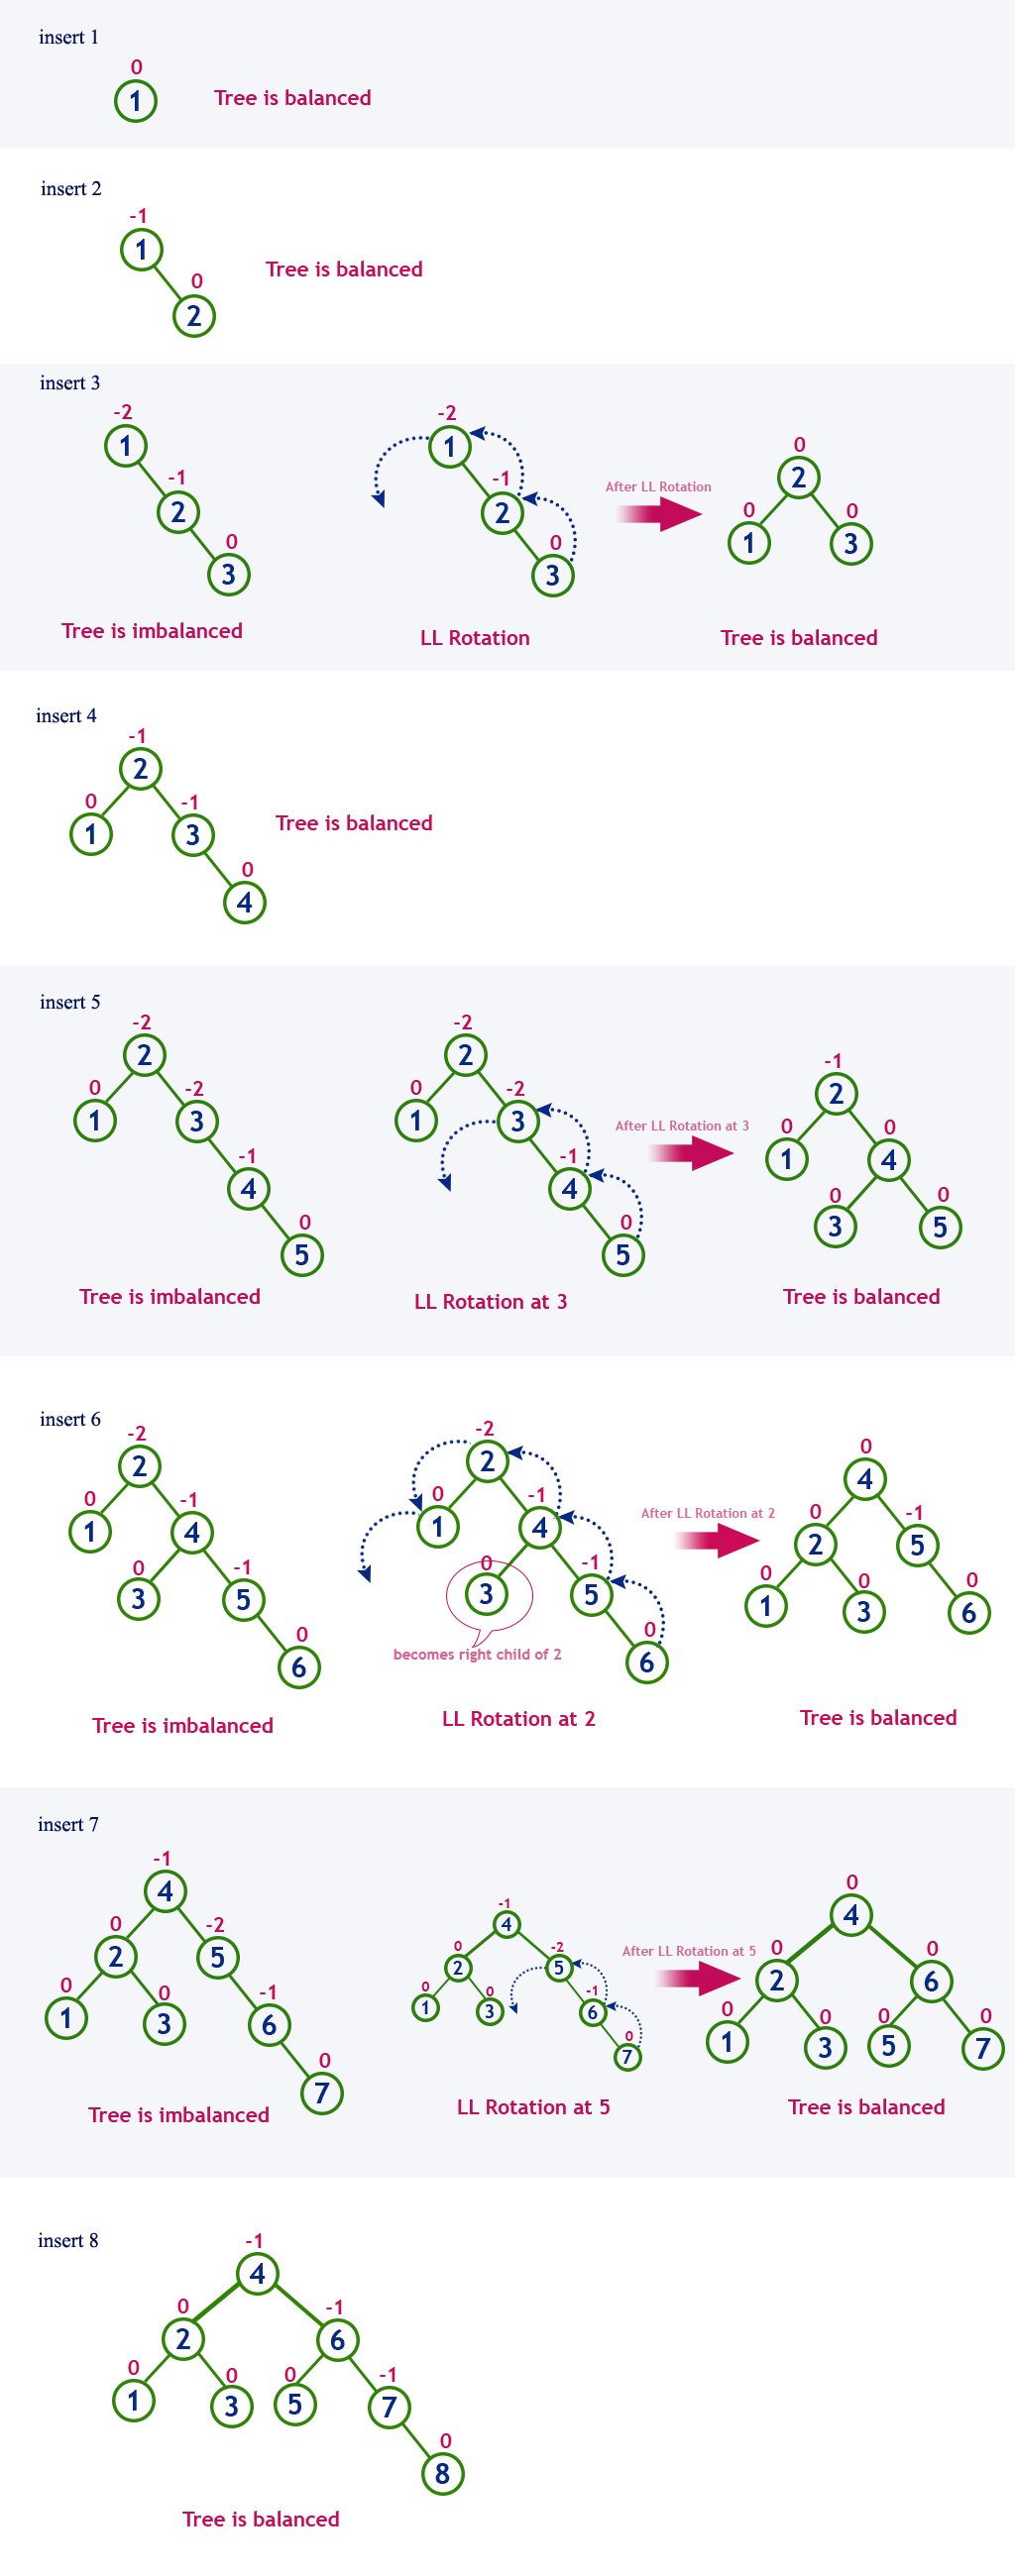 insert 1
0
1
Tree is balanced
insert 2
-1
1
0
2
Tree is balanced
insert 3
-2
1
-1
2
0
3
Tree is imbalanced
-2
1
-1
2
0
3
LL Rotation
After LL Rotation
0
2
0 0
1 3
Tree is balanced
insert 4
-1
2
0 -1
1 3
0
4
Tree is balanced
insert 5
-2
2
0 -2
1 3
-1
4
0
5
Tree is imbalanced
-2
2
0 -2
1 3
-1
4
0
5
LL Rotation at 3
After LL Rotation at 3
-1
2
0 0
1 4
0 0
3 5
Tree is balanced
insert 6
-2
2
0 -1
1 4
0 -1
3 5
0
6
Tree is imbalanced
-2
2
0 -1
1 4
0 -1
3 5
0
becomes right child of 2
6
LL Rotation at 2
After LL Rotation at 2
0
4
0 -1
2 5
0 0 0
1 3 6
Tree is balanced
insert 7
-1
4
0 -2
2 5
0 0 -1
1 3 6
0
7
Tree is imbalanced
-1
4
0 -2
2 5
0 0 -1
1 3 6
0
7
LL Rotation at 5
After LL Rotation at 5
0
4
0 0
2 6
0 0 0 0
1 3 5 7
Tree is balanced
insert 8
-1
4
0 -1
2 6
0 0 0 -1
1 3 5 7
0
8
Tree is balanced